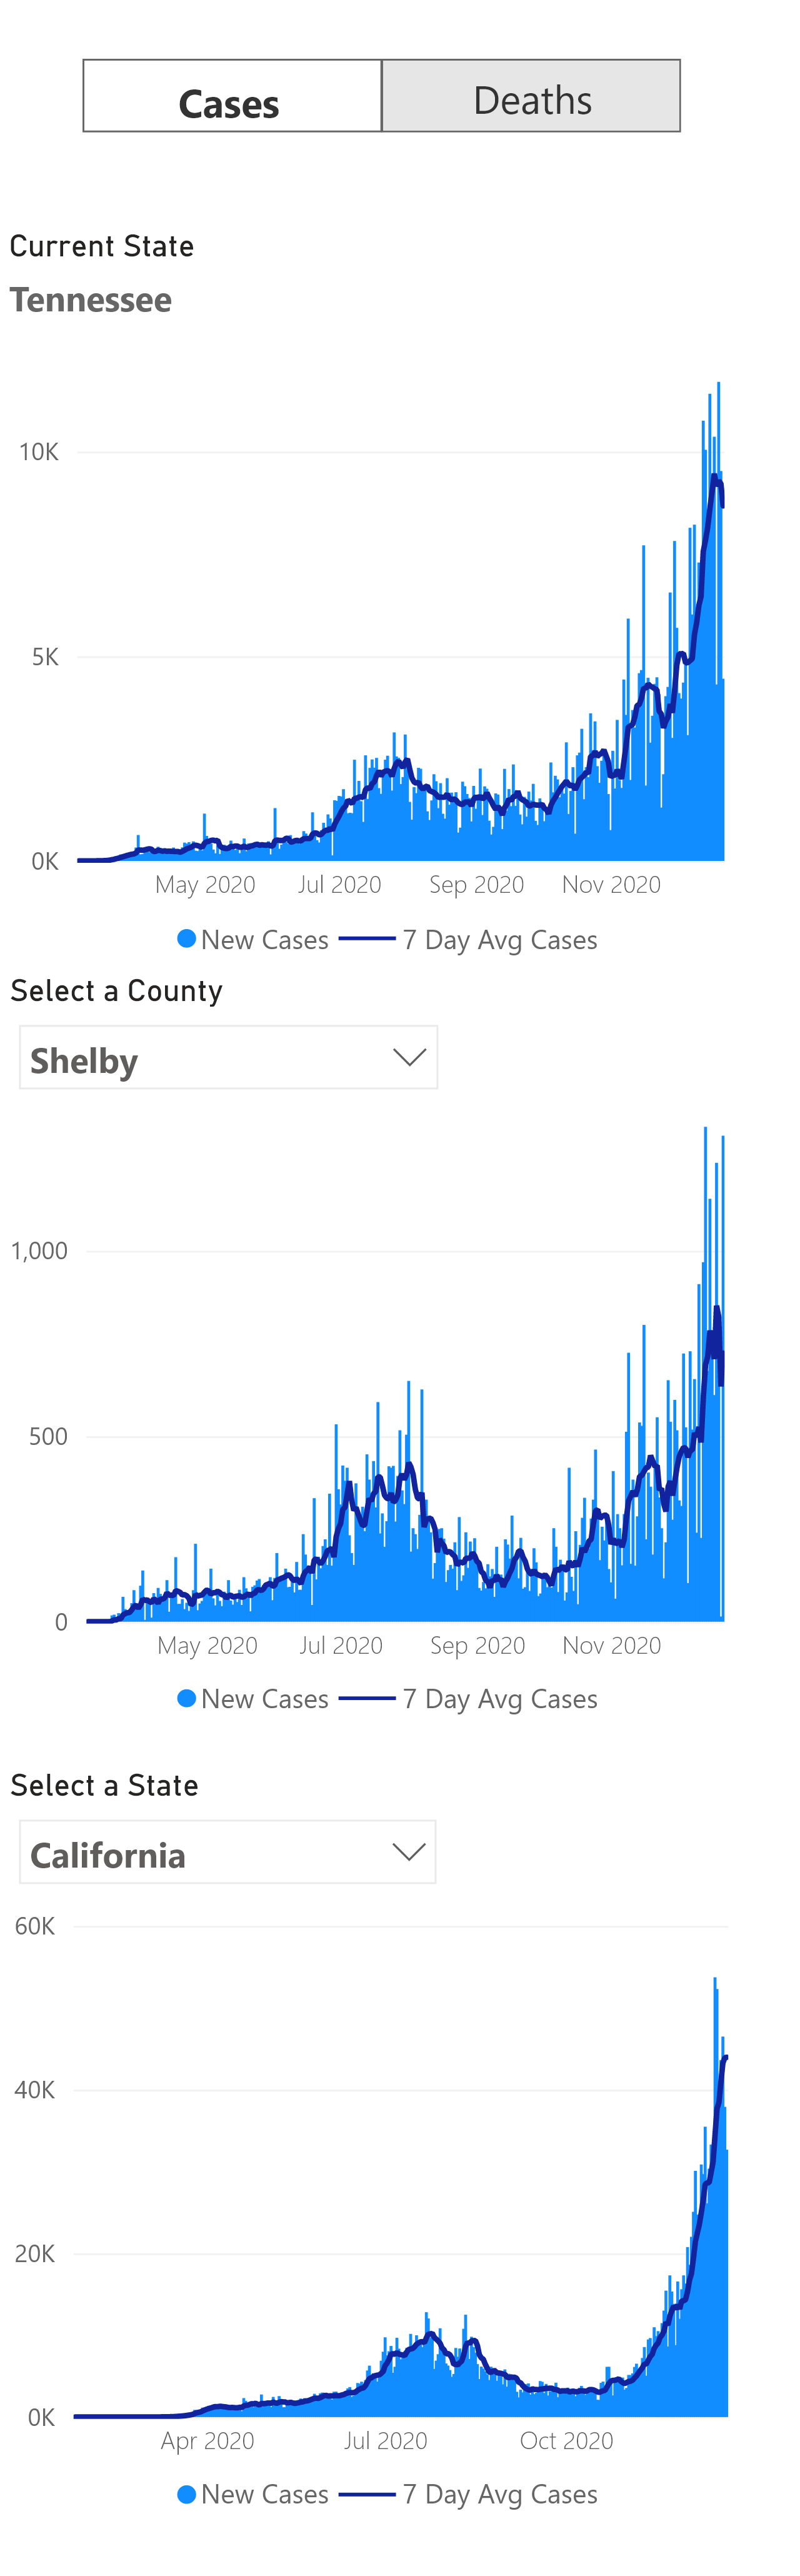 Cases Deaths
Current State
Tennessee
10K
5K
0K
May 2020 Jul 2020 Sep 2020 Nov 2020
New Cases 7 Day Avg Cases
Select a County
Shelby
1,000
500
0
May 2020 Jul 2020 Sep 2020 Nov 2020
New Cases 7 Day Avg Cases
Select a State
California
60K
40K
20K
0K
Apr 2020 Jul 2020 Oct 2020
New Cases 7 Day Avg Cases